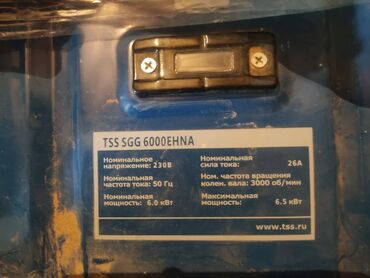 TSS SGG 6000EHNA
Номинальное напряжение: 230В
Номинальная сила тока: 26А
Номинальная частота тока: 50 Гц
Ном. частота вращения колен. вала: 3000 об/мин
Номинальная мощность: 6.0 кВт
Максимальная мощность: 6.5 кВт
www.tss.ru